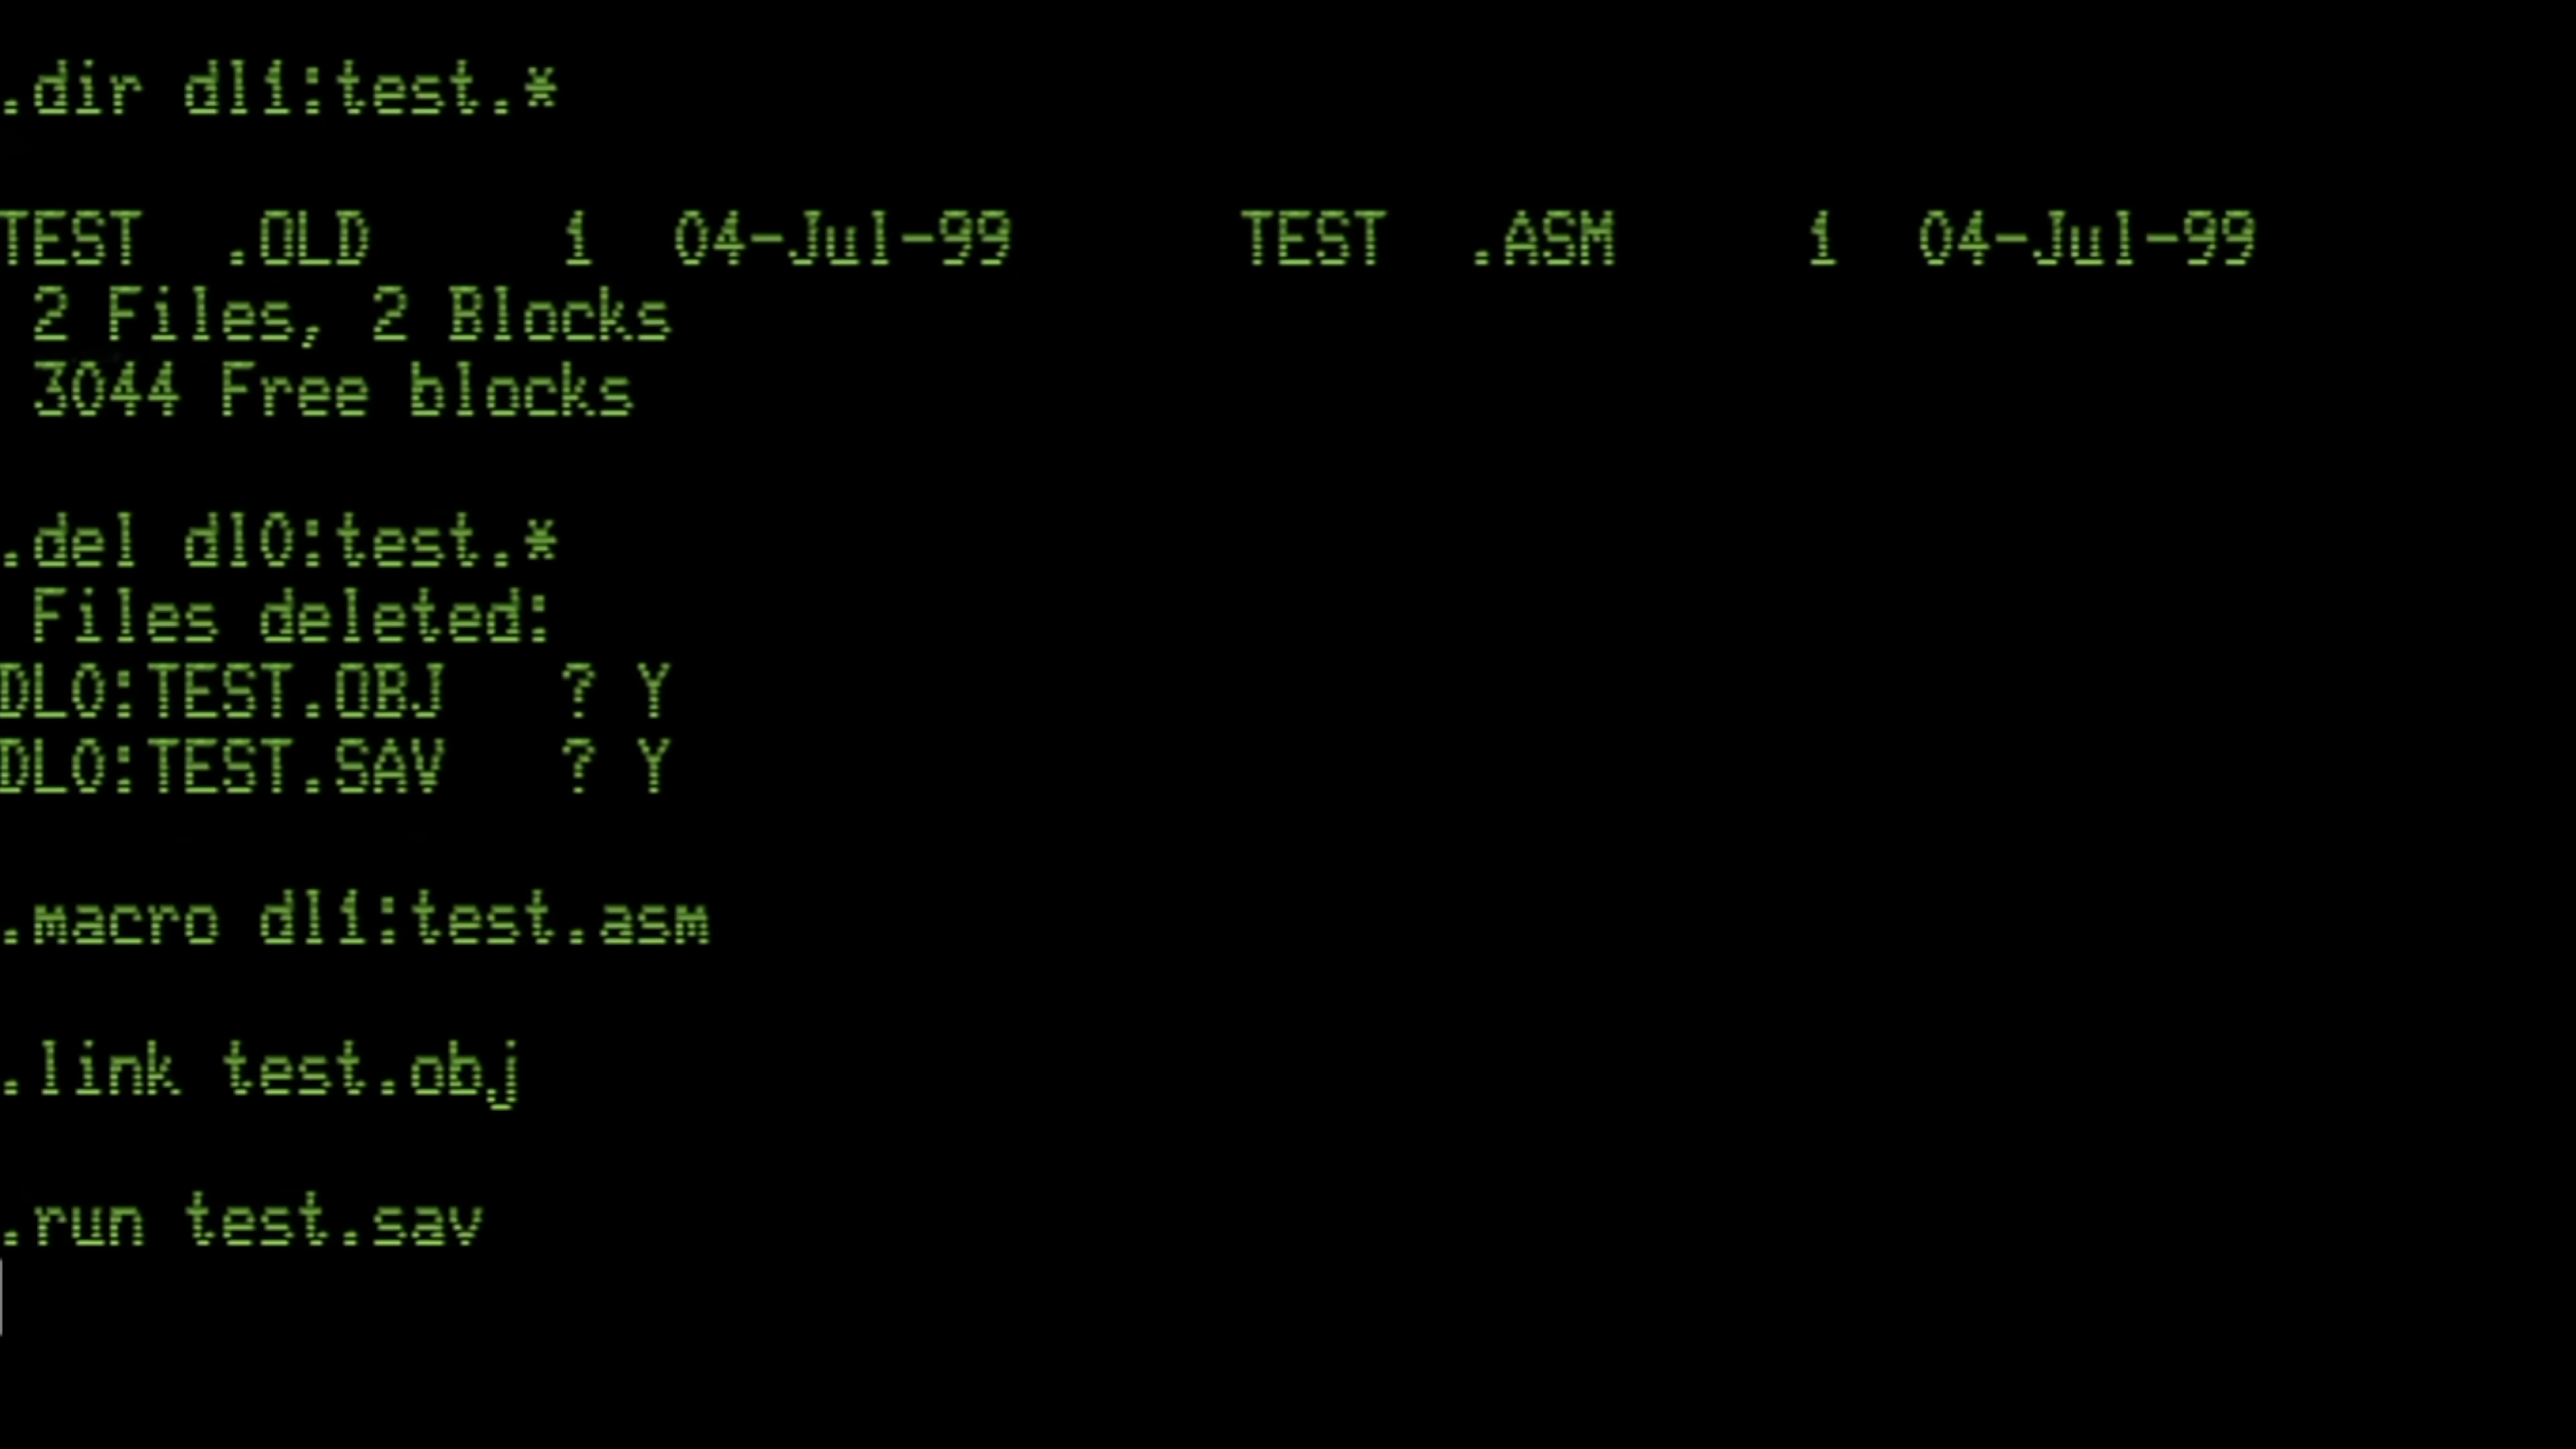 .dir dl1:test.*
TEST  .OLD     1  04-Jul-99      TEST  .ASM     1  04-Jul-99
 2 Files, 2 Blocks
 3044 Free blocks
.del dl0:test.*
 Files deleted:
DL0:TEST.OBJ   ? Y
DL0:TEST.SAV   ? Y
.macro dl1:test.asm
.link test.obj
.run test.sav